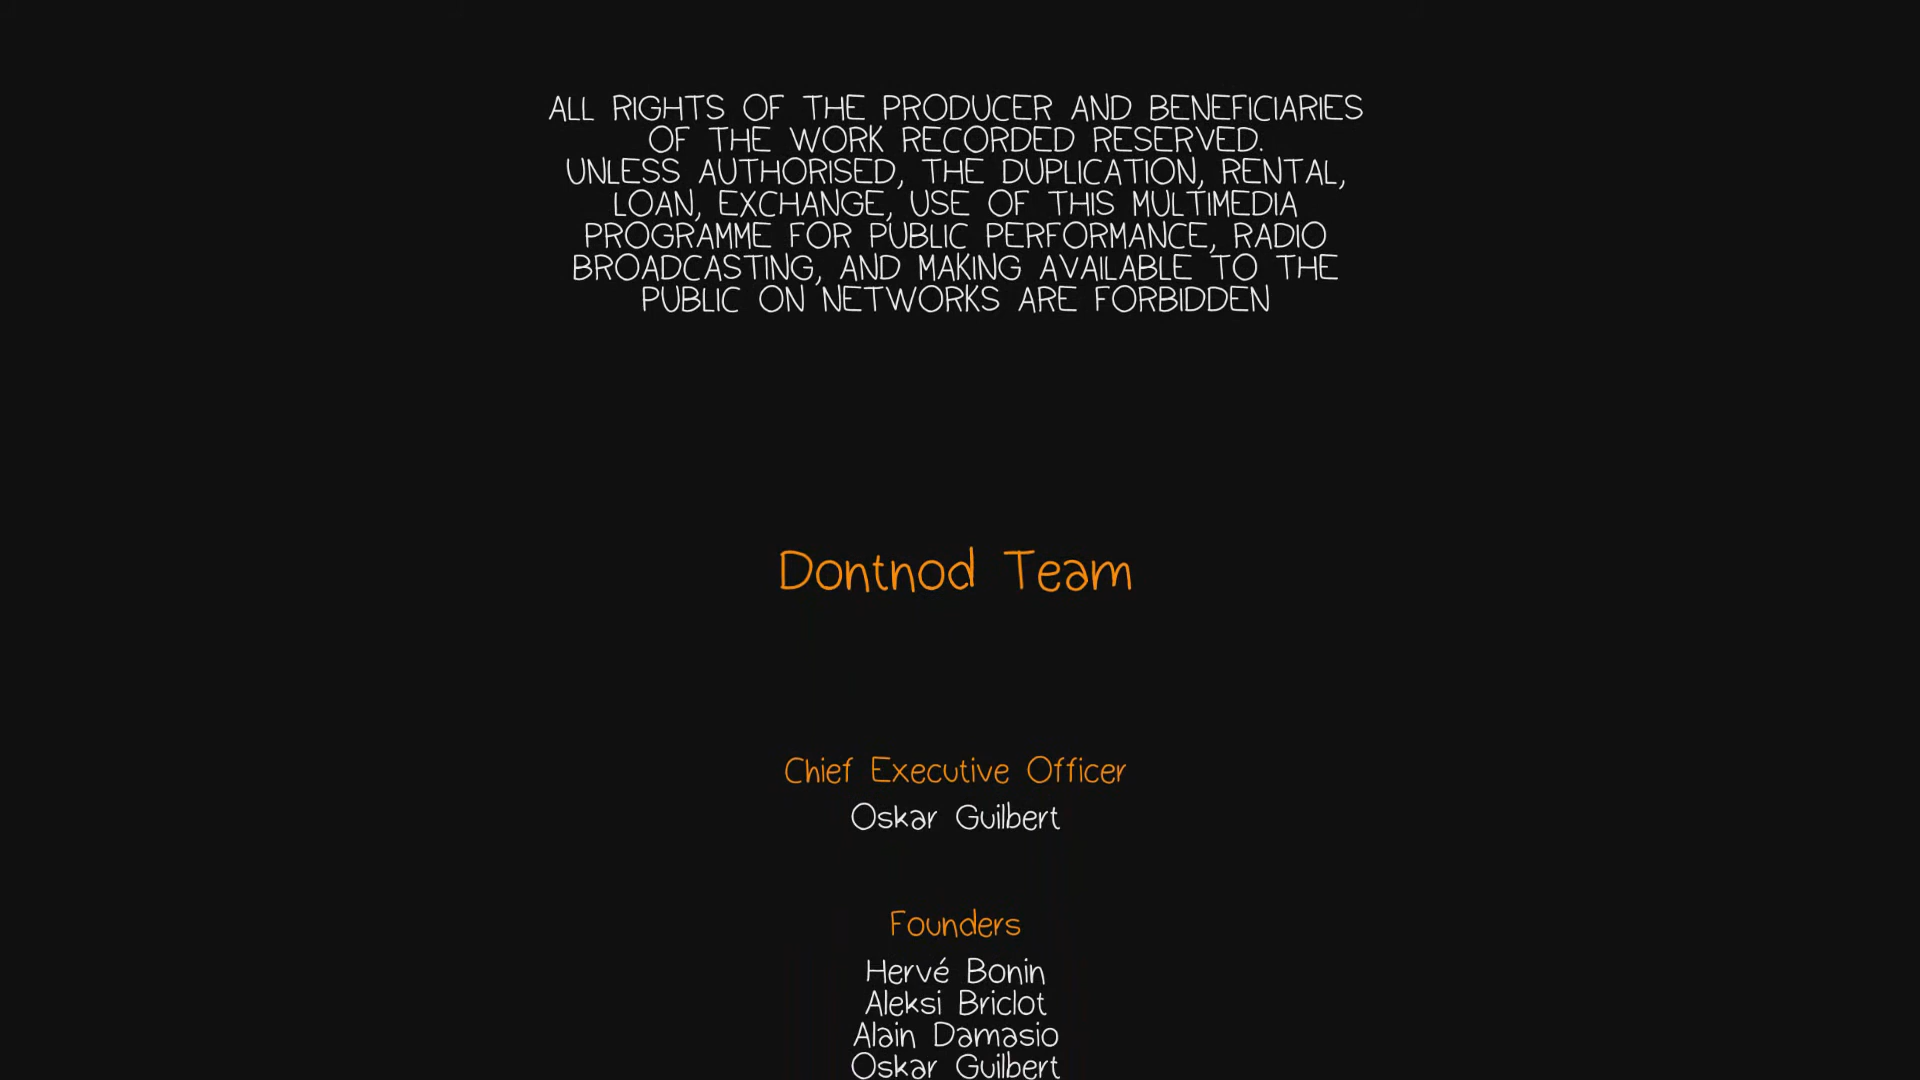 ALL RIGHTS OF THE PRODUCER AND BENEFICIARIES
OF THE WORK RECORDED RESERVED.
UNLESS AUTHORISED, THE DUPLICATION, RENTAL,
LOAN, EXCHANGE, USE OF THIS MULTIMEDIA
PROGRAMME FOR PUBLIC PERFORMANCE, RADIO
BROADCASTING, AND MAKING AVAILABLE TO THE
PUBLIC ON NETWORKS ARE FORBIDDEN
Dontnod Team
Chief Executive Officer
Oskar Guilbert
Founders
Hervé Bonin
Aleksi Briclot
Alain Damasio
Oskar Guilbert